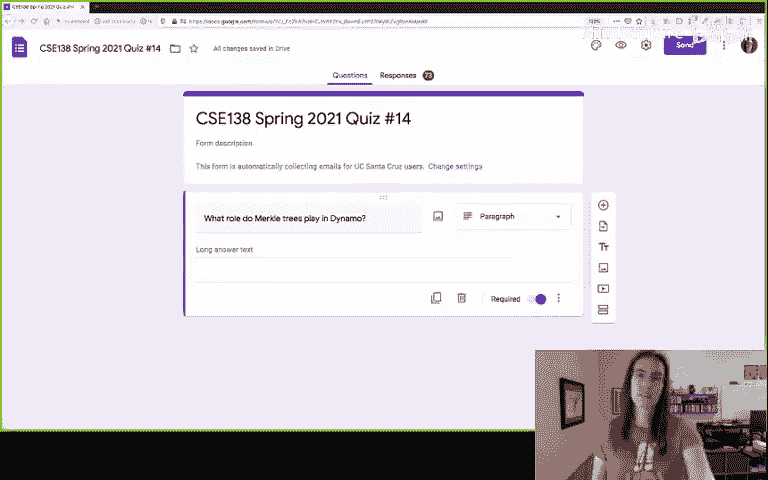 CSE138 Spring 2021 Quiz #14
All changes saved in Drive
Send
Questions
Responses 73
CSE138 Spring 2021 Quiz #14
Form description
This form is automatically collecting emails for UC Santa Cruz users. Change settings
What role do Merkle trees play in Dynamo?
Paragraph
Long answer text
Required